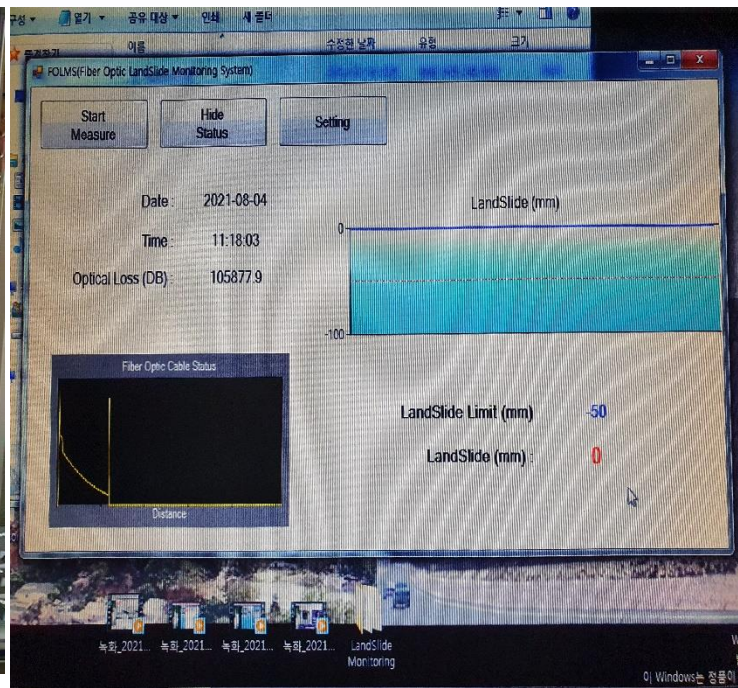 열기 ▾ 공유 대상 ▾ 인쇄 새 폴더
이름 수정한 날짜 유형 크기
FOLMS(Fiber Optic LandSlide Monitoring System)
Start
Measure
Hide
Status
Setting
Date : 2021-08-04
Time : 11:18:03
Optical Loss (DB) : 105877.9
LandSlide (mm)
0
-100
Fiber Optic Cable Status
Distance
LandSlide Limit (mm) -50
LandSlide (mm) : 0
녹화_2021... 녹화_2021... 녹화_2021... 녹화_2021... LandSlide
Monitoring
이 Windows는 정품이